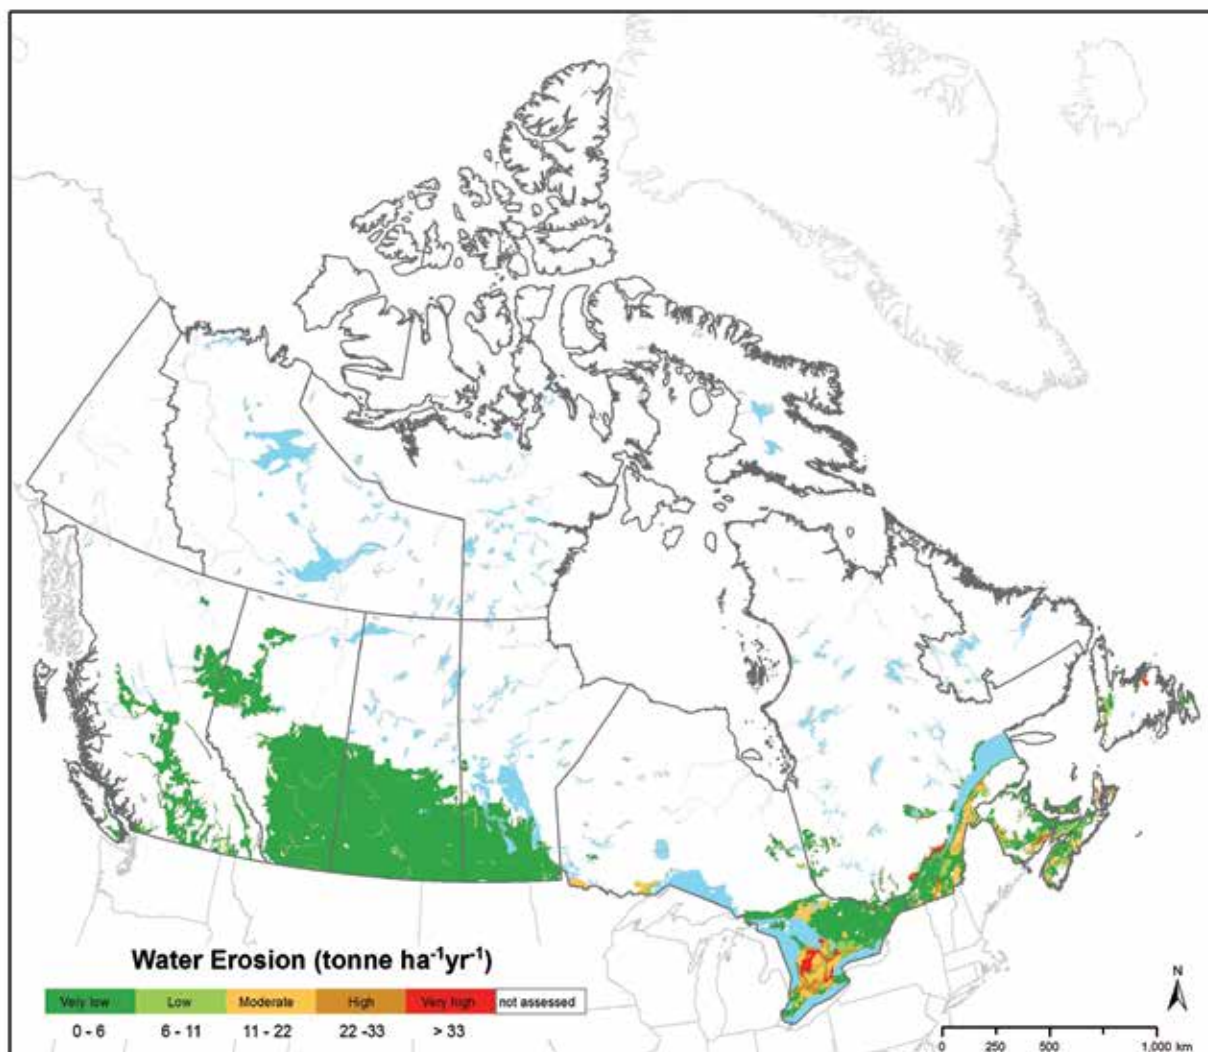 Water Erosion (tonne ha⁻¹yr⁻¹)
Very low Low Moderate High Very high not assessed
0 - 6 6 - 11 11 - 22 22 -33 > 33
N
0 250 500 1,000 km